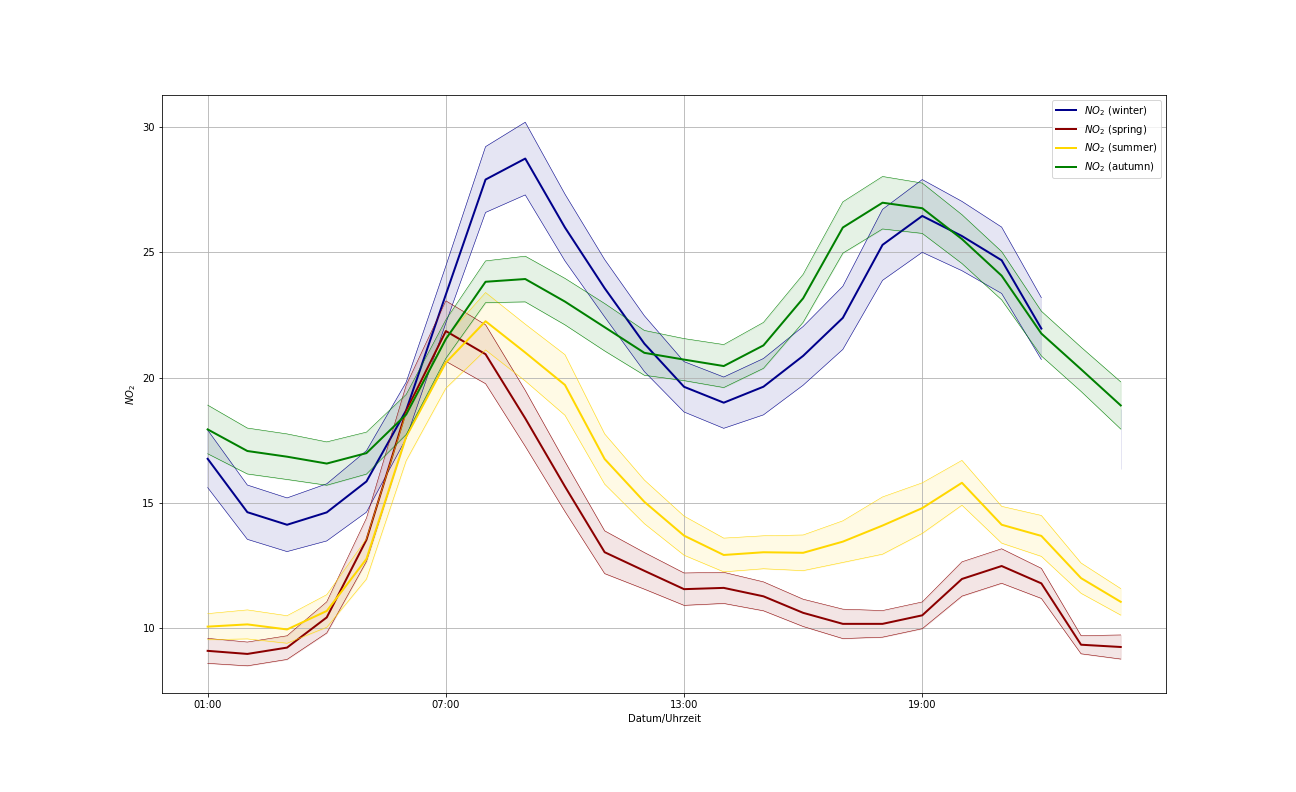 NO₂ (winter)
NO₂ (spring)
NO₂ (summer)
NO₂ (autumn)
30
25
20
15
10
NO₂
01:00
07:00
13:00
19:00
Datum/Uhrzeit